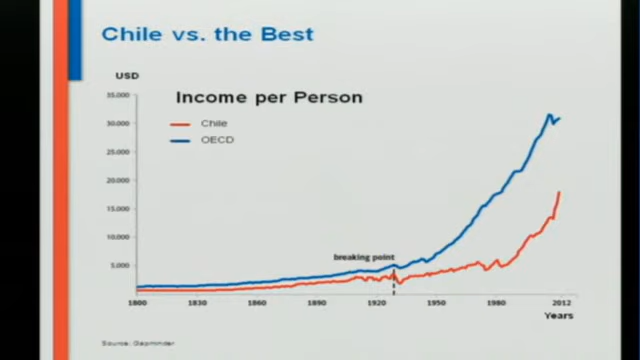 Chile vs. the Best
USD
Income per Person
Chile
OECD
35.000
30.000
25.000
20.000
15.000
10.000
5.000
breaking point
1800
1830
1860
1890
1920
1950
1980
2012
Years
Source: Gapminder